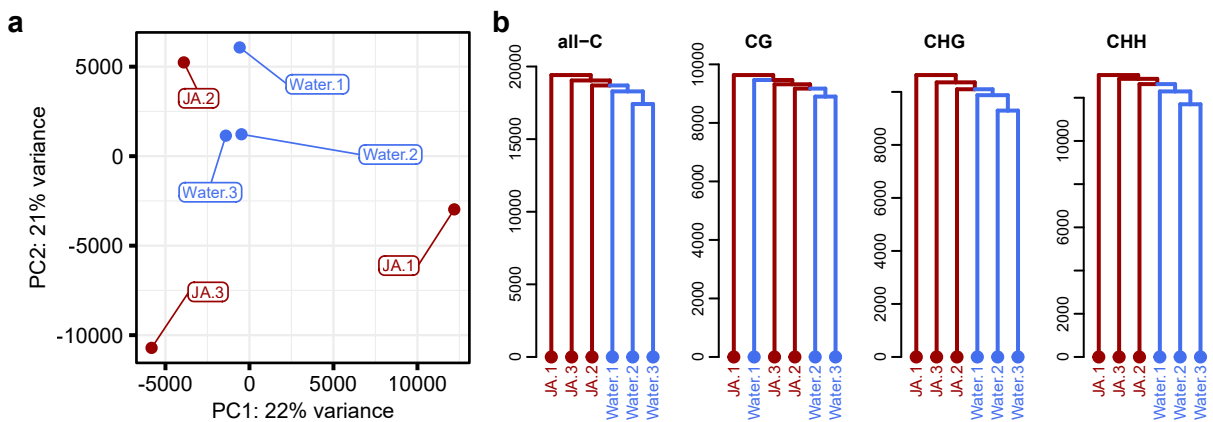 a
PC2: 21% variance
5000
0
-5000
-10000
-5000
0
5000
10000
PC1: 22% variance
JA.2
Water.1
Water.2
Water.3
JA.1
JA.3
b
all−C
20000
15000
10000
5000
0
JA.1
JA.3
JA.2
Water.1
Water.2
Water.3
CG
10000
8000
6000
4000
2000
0
JA.1
Water.1
JA.3
JA.2
Water.2
Water.3
CHG
8000
6000
4000
2000
0
JA.1
JA.3
JA.2
Water.1
Water.2
Water.3
CHH
10000
6000
2000
0
JA.1
JA.3
JA.2
Water.1
Water.2
Water.3